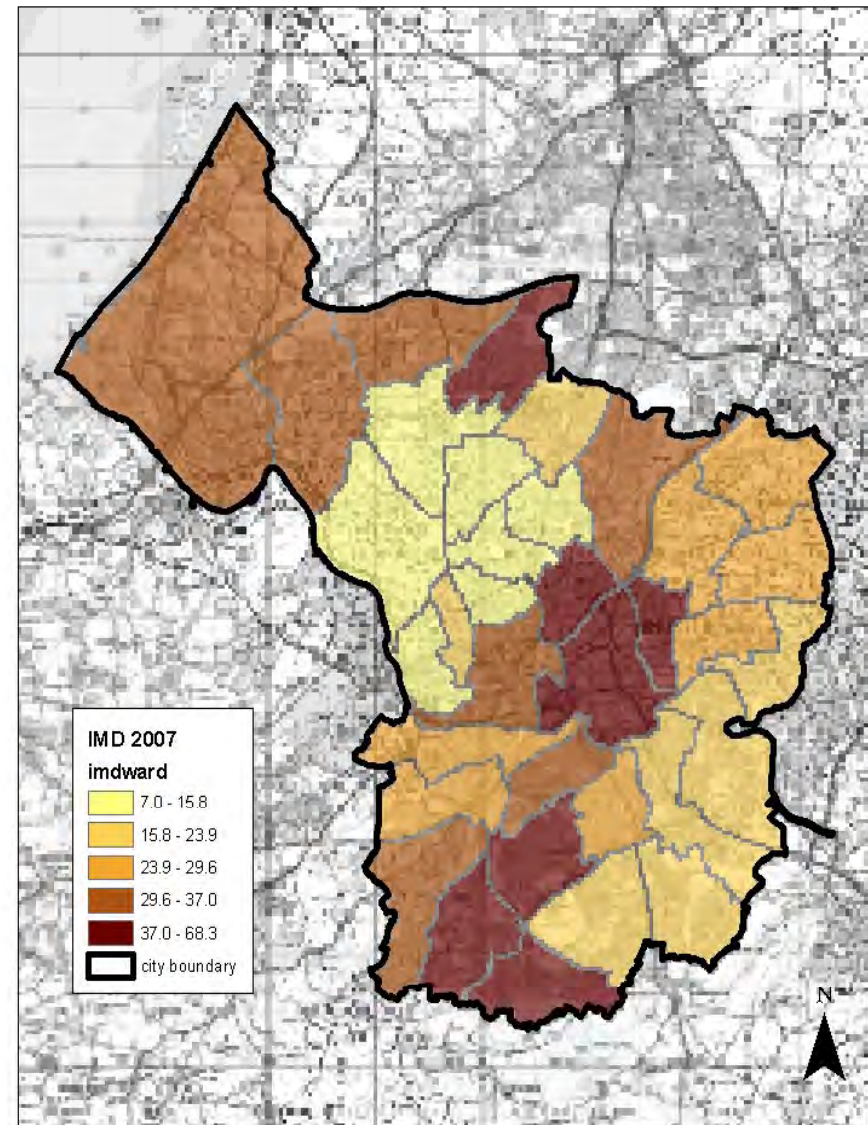 IMD 2007
imdward
7.0 - 15.8
15.8 - 23.9
23.9 - 29.6
29.6 - 37.0
37.0 - 68.3
city boundary
N